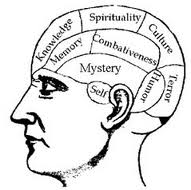 Spirituality
Knowledge
Culture
Memory
Combativeness
Mystery
Terror
Humor
Self